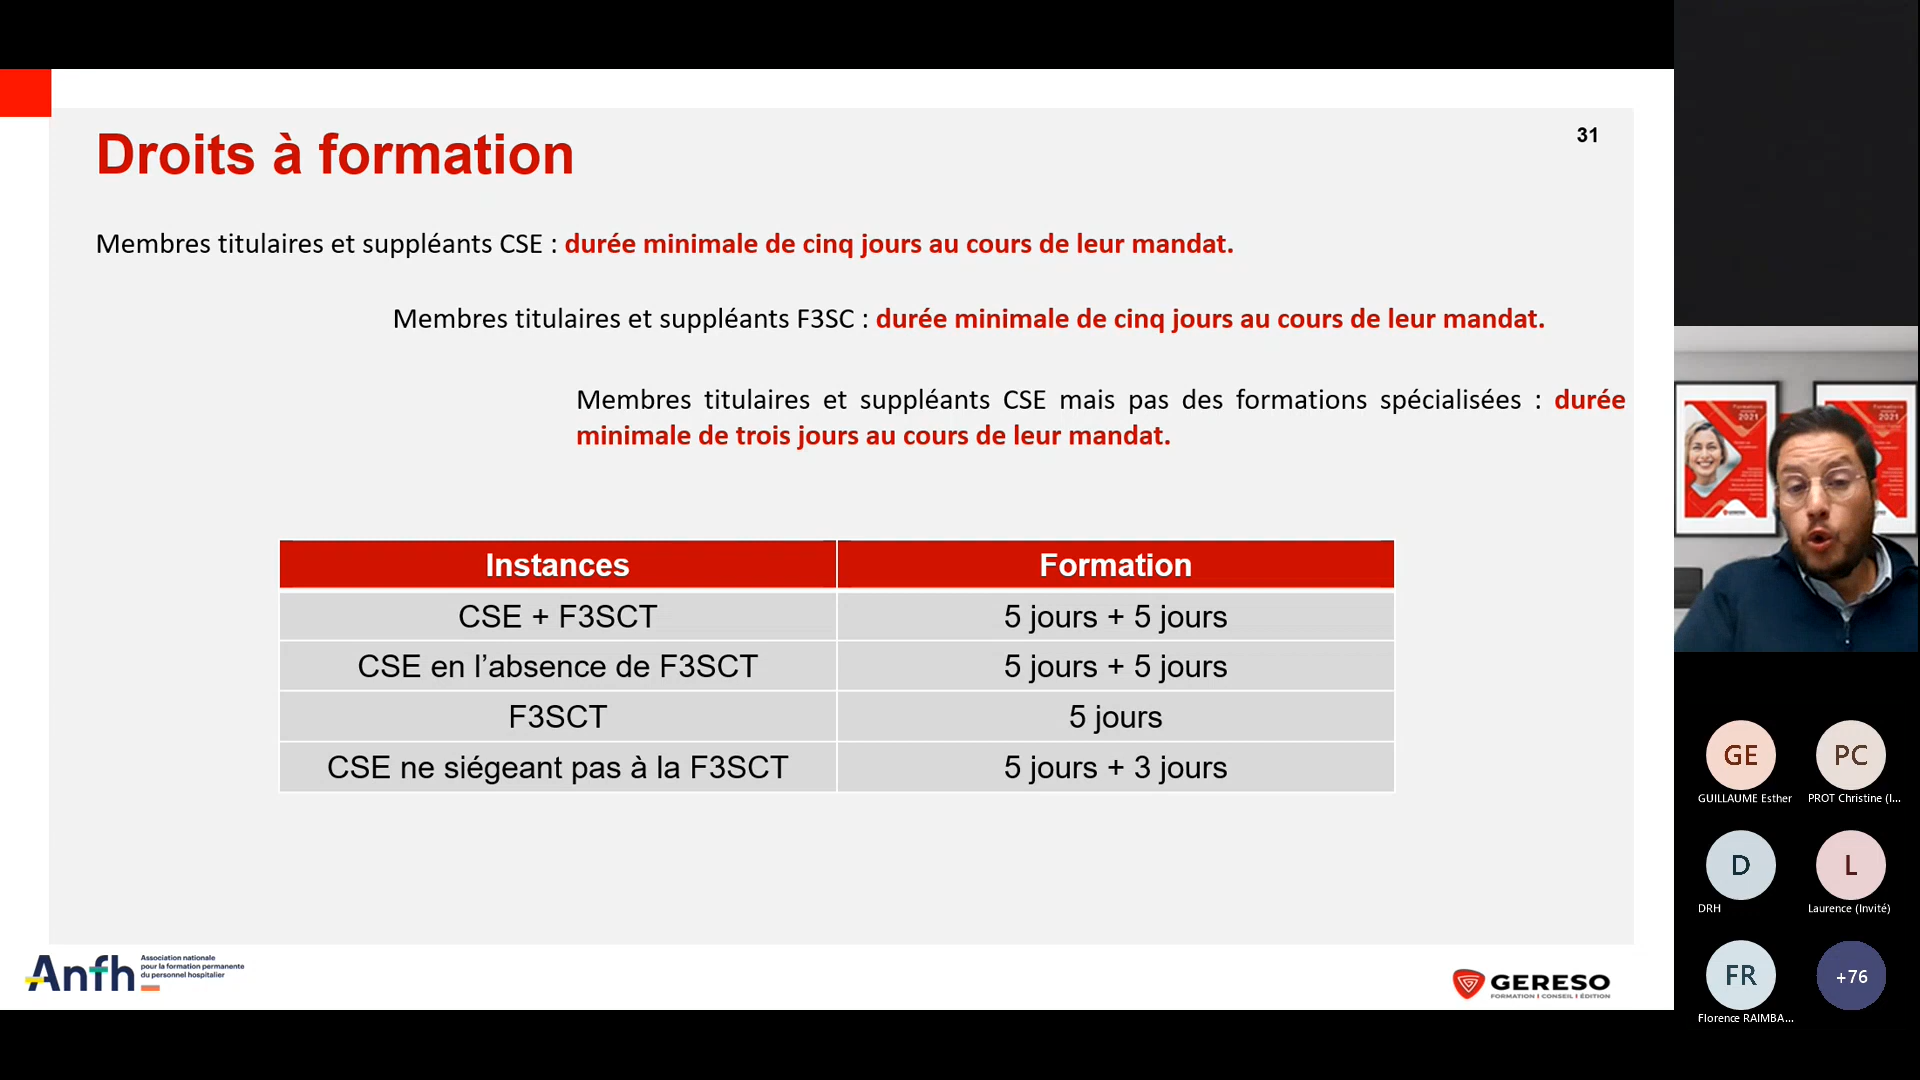 Droits à formation
31
Membres titulaires et suppléants CSE : durée minimale de cinq jours au cours de leur mandat.
Membres titulaires et suppléants F3SC : durée minimale de cinq jours au cours de leur mandat.
Membres titulaires et suppléants CSE mais pas des formations spécialisées : durée
minimale de trois jours au cours de leur mandat.
Instances Formation
CSE + F3SCT 5 jours + 5 jours
CSE en l’absence de F3SCT 5 jours + 5 jours
F3SCT 5 jours
CSE ne siégeant pas à la F3SCT 5 jours + 3 jours
Anfh
Association nationale
pour la formation permanente
du personnel hospitalier
GERESO
FORMATION | CONSEIL | ÉDITION
2021
2021
GE PC
GUILLAUME Esther PROT Christine (I...
D L
DRH Laurence (Invité)
FR +76
Florence RAIMBA...